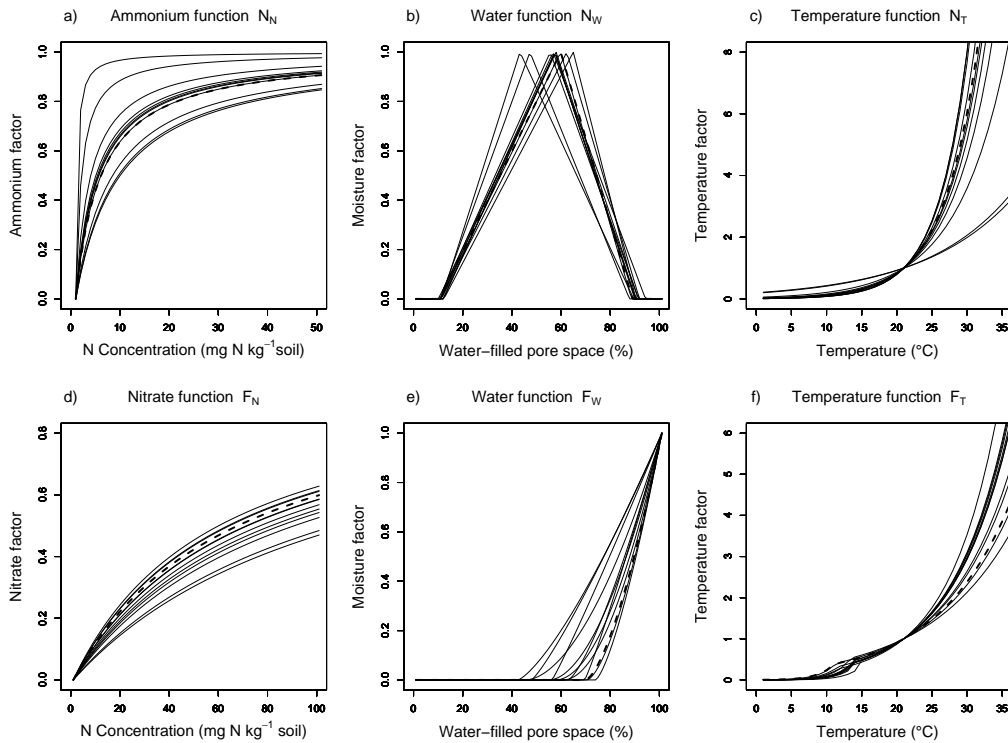 a) Ammonium function N_N
Ammonium factor
0.0 0.2 0.4 0.6 0.8 1.0
0 10 20 30 40 50
N Concentration (mg N kg⁻¹soil)
b) Water function N_W
Moisture factor
0.0 0.2 0.4 0.6 0.8 1.0
0 20 40 60 80 100
Water−filled pore space (%)
c) Temperature function N_T
Temperature factor
0 2 4 6 8
0 5 10 15 20 25 30 35
Temperature (°C)
d) Nitrate function F_N
Nitrate factor
0.0 0.2 0.4 0.6 0.8
0 20 40 60 80 100
N Concentration (mg N kg⁻¹ soil)
e) Water function F_W
Moisture factor
0.0 0.2 0.4 0.6 0.8 1.0
0 20 40 60 80 100
Water−filled pore space (%)
f) Temperature function F_T
Temperature factor
0 1 2 3 4 5 6
0 5 10 15 20 25 30 35
Temperature (°C)